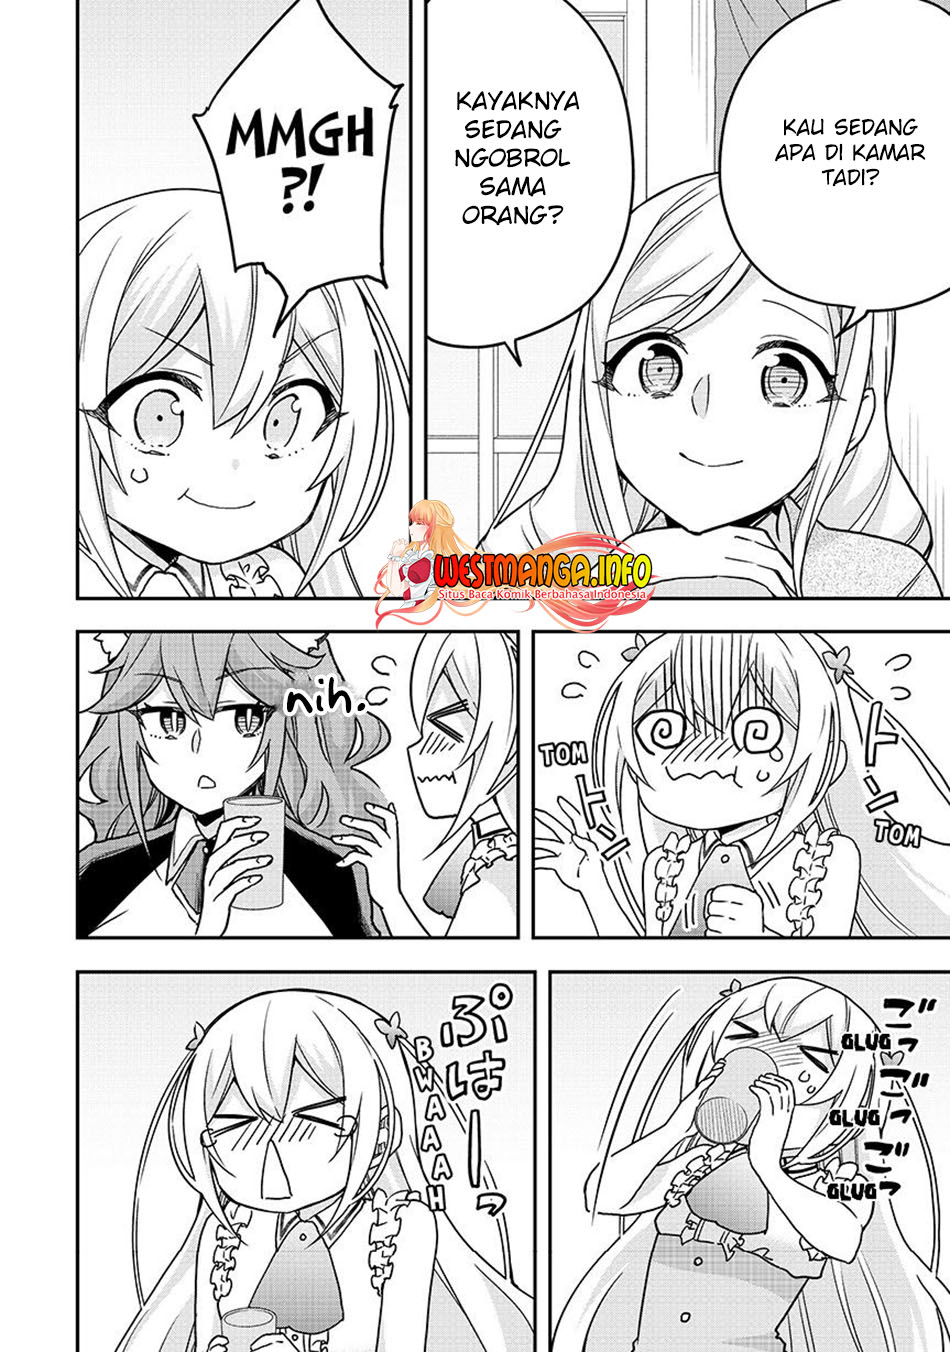 KAU SEDANG
APA DI KAMAR
TADI?
KAYAKNYA
SEDANG
NGOBROL
SAMA
ORANG?
MMGH
?!
WESTMANGA.INFO
Situs Baca Komik Berbahasa Indonesia
トン
TOM
トン
TOM
nih.
ごっ
GLUG
ごっ
GLUG
ごっ
GLUG
ぷはーっ
BWAAAH